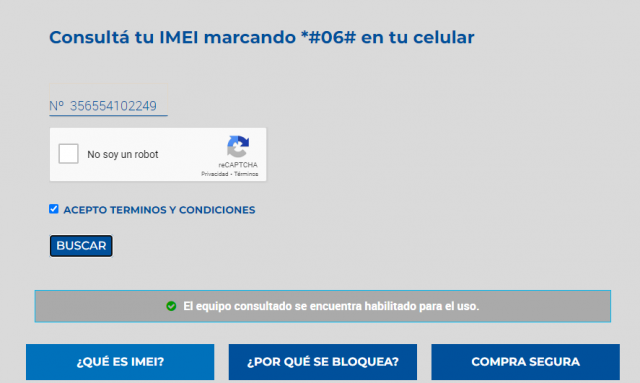 Consultá tu IMEI marcando *#06# en tu celular
Nº 356554102249
No soy un robot
reCAPTCHA
Privacidad - Términos
ACEPTO TERMINOS Y CONDICIONES
BUSCAR
El equipo consultado se encuentra habilitado para el uso.
¿QUÉ ES IMEI?
¿POR QUÉ SE BLOQUEA?
COMPRA SEGURA